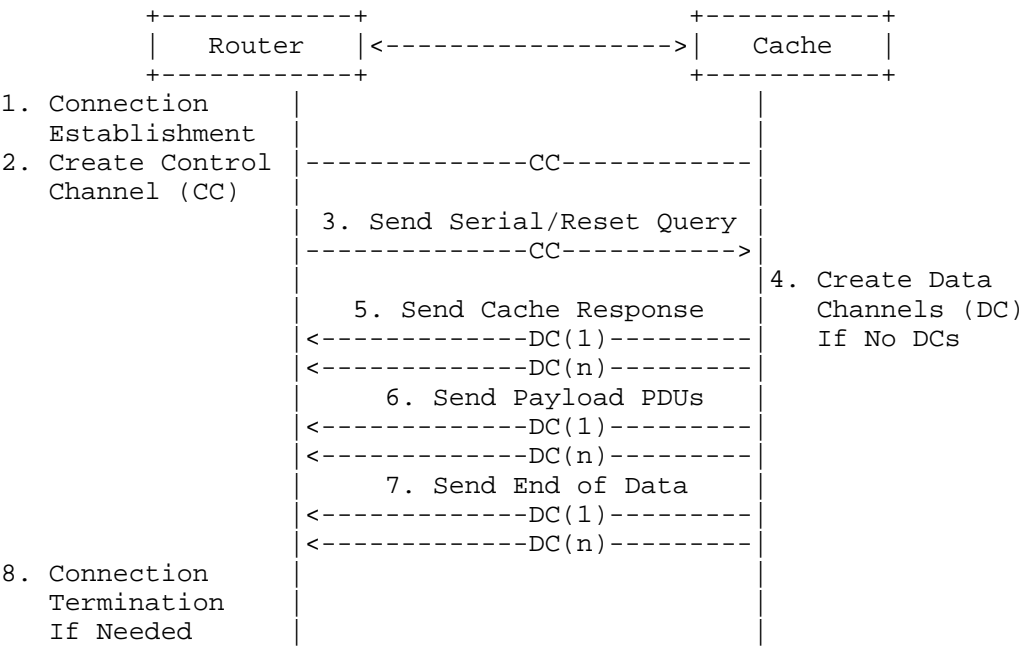 Router Cache
1. Connection
Establishment
2. Create Control CC
Channel (CC)
3. Send Serial/Reset Query
CC
4. Create Data
5. Send Cache Response Channels (DC)
DC(1) If No DCs
DC(n)
6. Send Payload PDUs
DC(1)
DC(n)
7. Send End of Data
DC(1)
DC(n)
8. Connection
Termination
If Needed